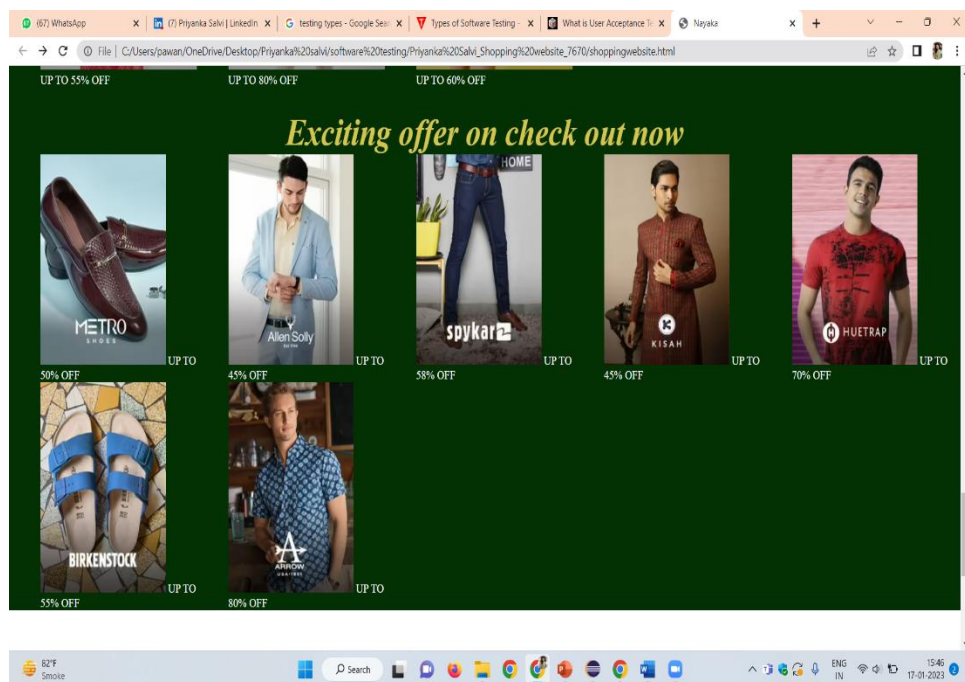 (67) WhatsApp
(7) Priyanka Salvi | LinkedIn
testing types - Google Sear
Types of Software Testing -
What is User Acceptance Te
Nayaka
File | C:/Users/pawan/OneDrive/Desktop/Priyanka%20salvi/software%20testing/Priyanka%20Salvi_Shopping%20website_7670/shoppingwebsite.html
UP TO 55% OFF UP TO 80% OFF UP TO 60% OFF
Exciting offer on check out now
HOME
METRO
SHOES
Allen Solly
spykar
KISAH
HUETRAP
UP TO UP TO UP TO UP TO UP TO
50% OFF 45% OFF 58% OFF 45% OFF 70% OFF
BIRKENSTOCK
ARROW
UP TO UP TO
55% OFF 80% OFF
82°F
Smoke
Search
ENG
IN
15:46
17-01-2023
2